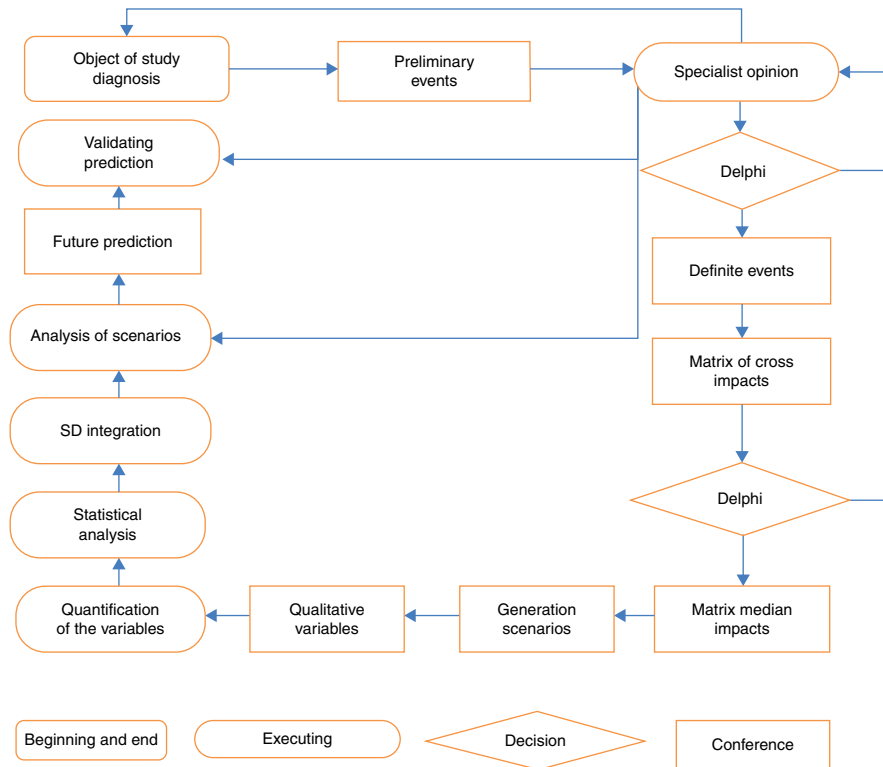 Object of study
diagnosis
Preliminary
events
Specialist opinion
Validating
prediction
Delphi
Future prediction
Definite events
Analysis of scenarios
Matrix of cross
impacts
SD integration
Delphi
Statistical
analysis
Quantification
of the variables
Qualitative
variables
Generation
scenarios
Matrix median
impacts
Beginning and end
Executing
Decision
Conference